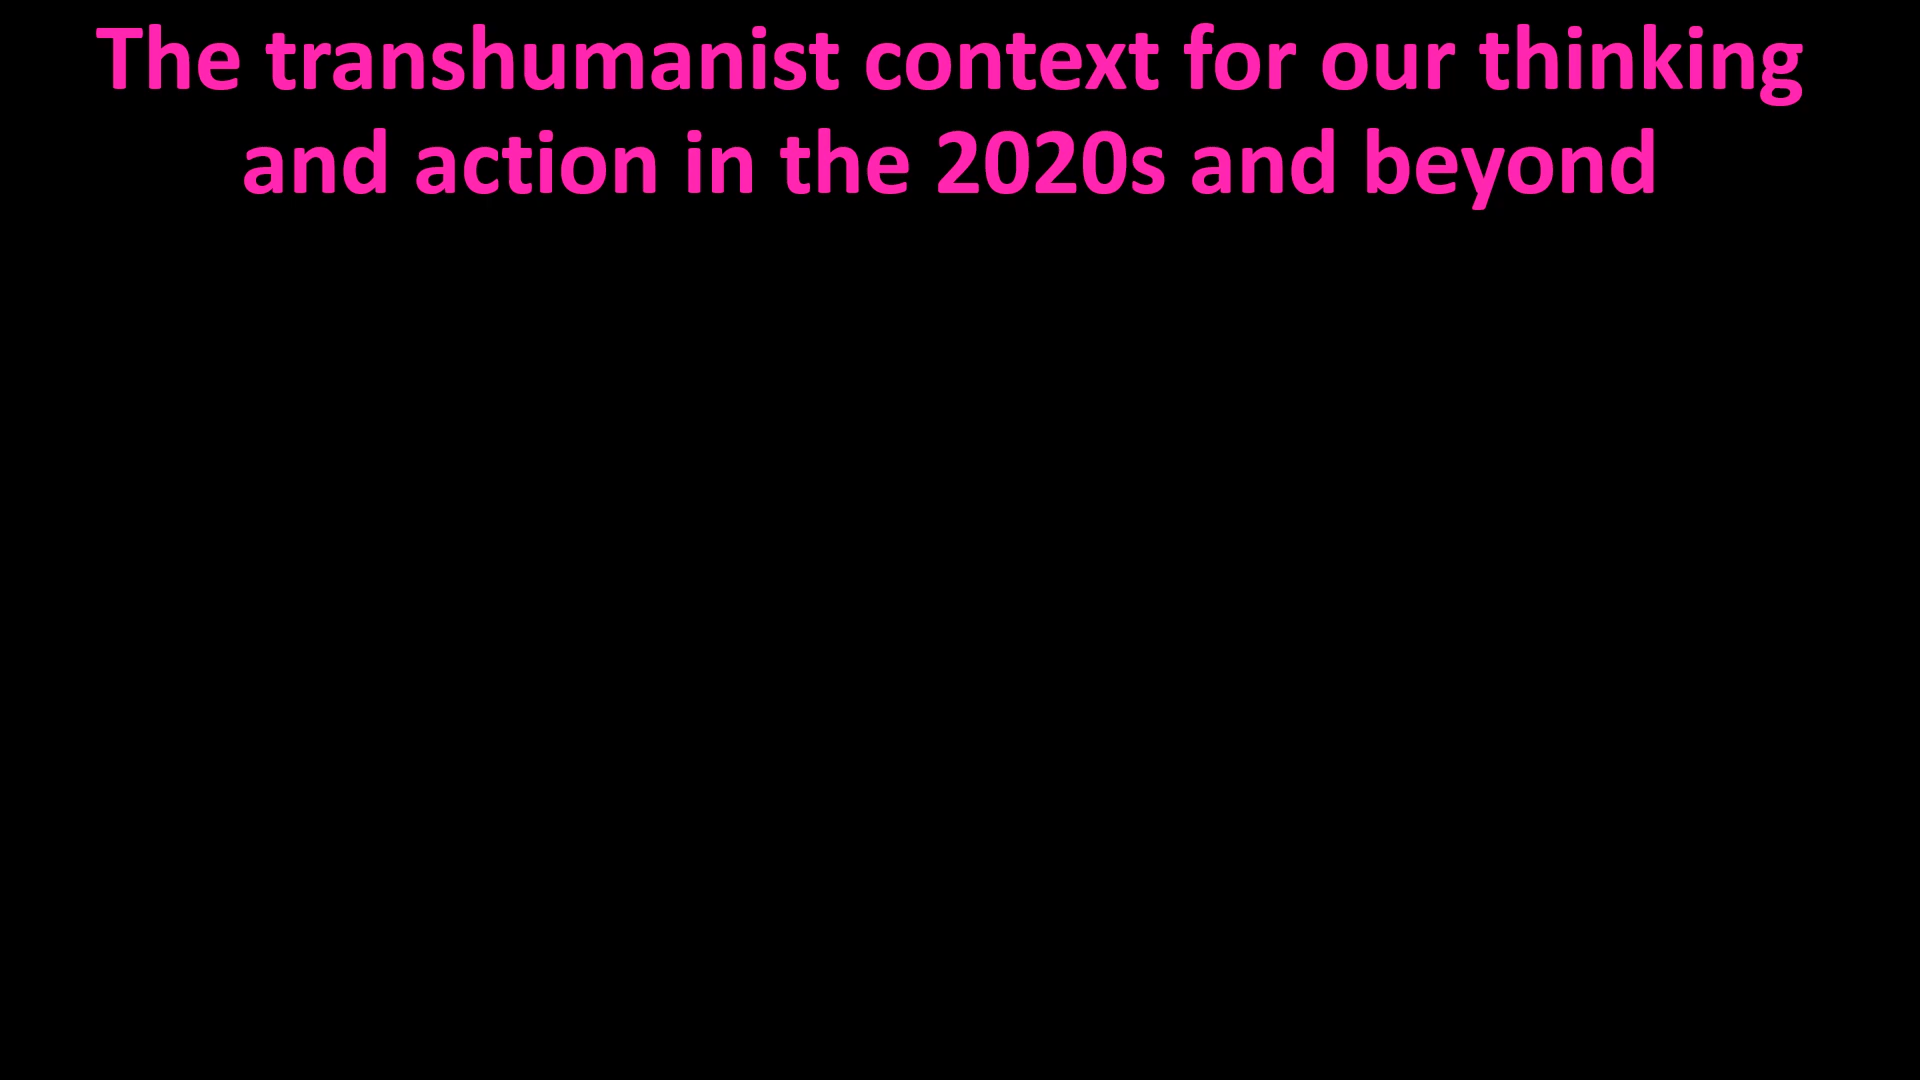 The transhumanist context for our thinking
and action in the 2020s and beyond